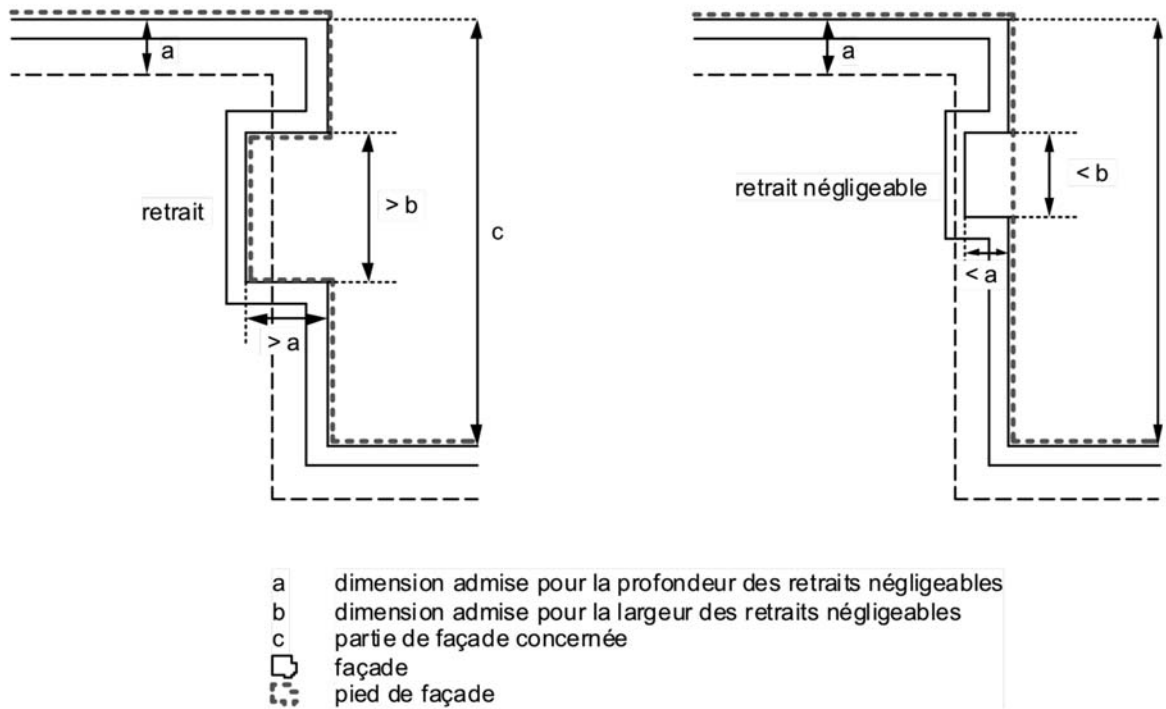 a
a
retrait
> b
c
> a
retrait négligeable
< b
< a
a dimension admise pour la profondeur des retraits négligeables
b dimension admise pour la largeur des retraits négligeables
c partie de façade concernée
façade
pied de façade